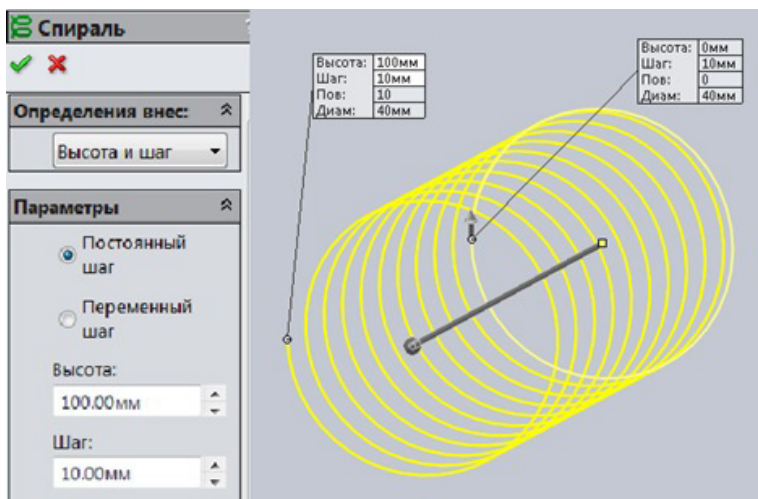 Спираль
Определения внес:
Высота и шаг
Параметры
Постоянный
шаг
Переменный
шаг
Высота:
100.00мм
Шаг:
10.00мм
Высота: 100мм
Шаг: 10мм
Пов: 10
Диам: 40мм
Высота: 0мм
Шаг: 10мм
Пов: 0
Диам: 40мм